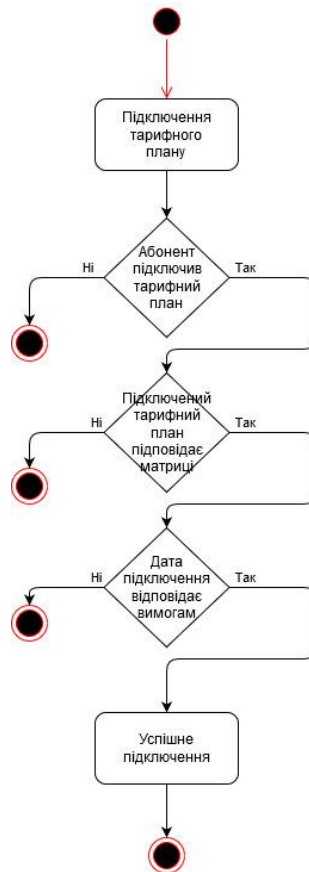 Підключення
тарифного
плану
Абонент
підключив
тарифний
план
Ні
Так
Підключений
тарифний
план
підповідає
матриці
Ні
Так
Дата
підключення
відповідає
вимогам
Ні
Так
Успішне
підключення